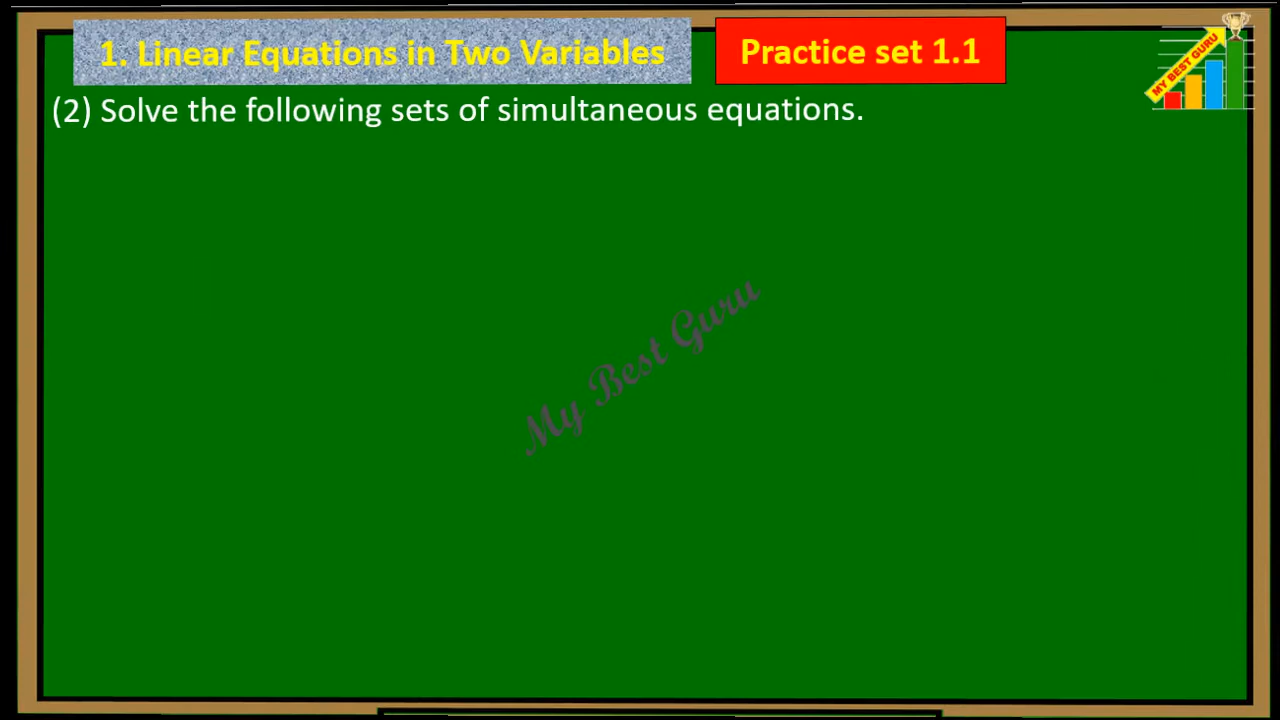 1. Linear Equations in Two Variables
Practice set 1.1
MY BEST GURU
(2) Solve the following sets of simultaneous equations.
My Best Guru